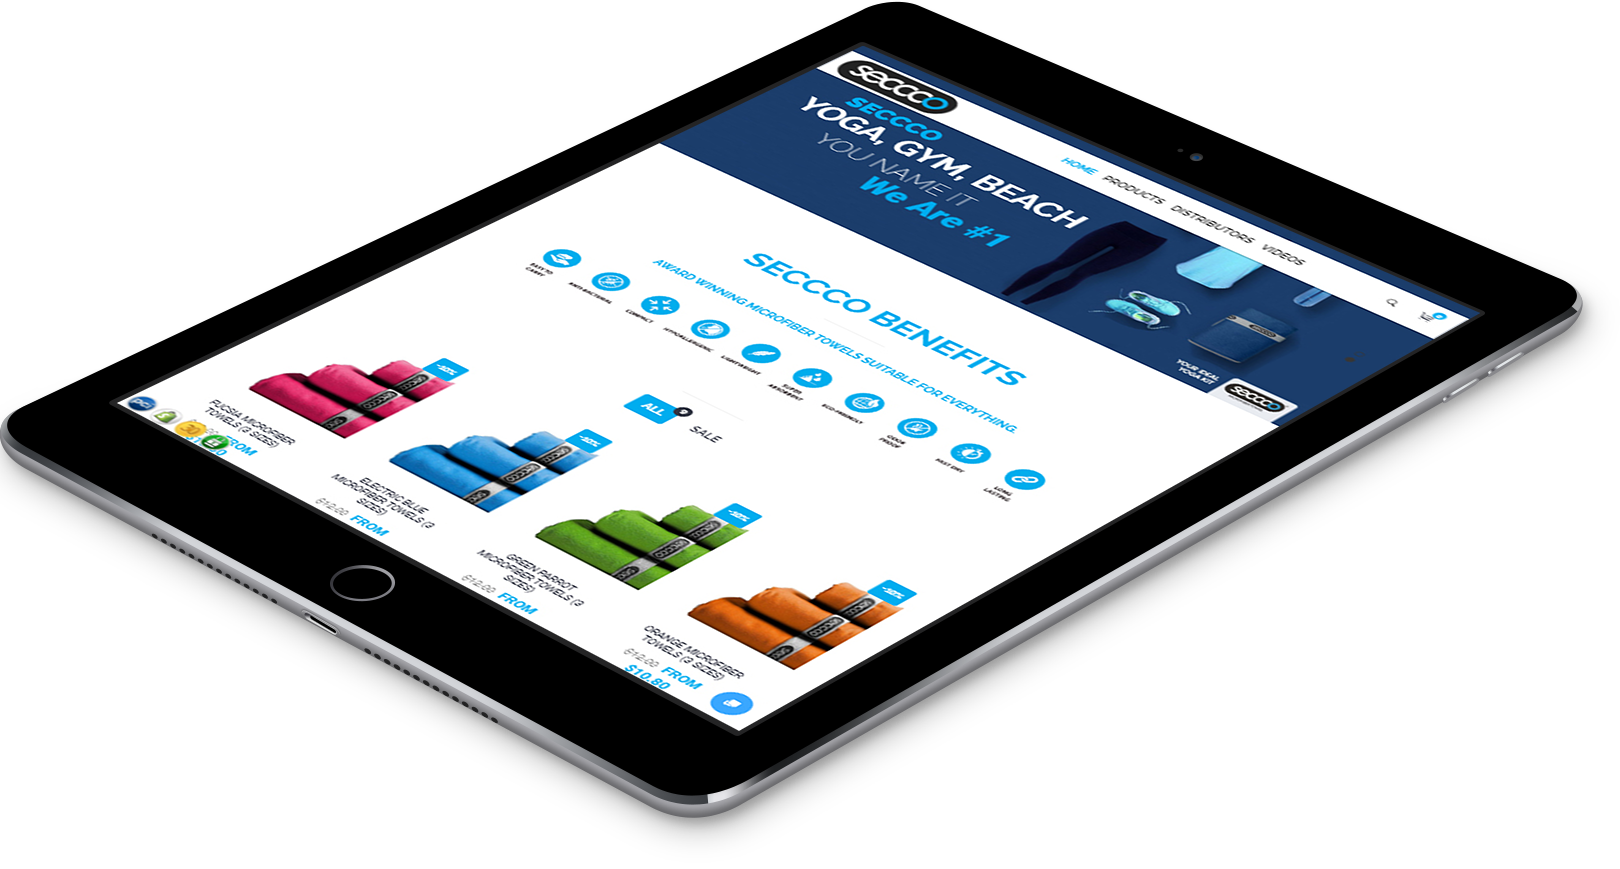 seccco
HOME PRODUCTS DISTRIBUTORS VIDEOS
SECCCO
YOGA, GYM, BEACH
YOU NAME IT
We Are #1
YOUR IDEAL
YOGA KIT
seccco
SECCCO BENEFITS
AWARD WINNING MICROFIBER TOWELS SUITABLE FOR EVERYTHING.
EASY TO
CARRY
ANTI-BACTERIAL
COMPACT
HYPOALLERGENIC
LIGHTWEIGHT
SUPER
ABSORBENT
ECO-FRIENDLY
ODOR
PROOF
FAST DRY
LONG
LASTING
ALL
SALE
FUCSIA MICROFIBER
TOWELS (3 SIZES)
FROM
ELECTRIC BLUE
MICROFIBER TOWELS (3
SIZES)
$12.00 FROM
GREEN PARROT
MICROFIBER TOWELS (3
SIZES)
$12.00 FROM
ORANGE MICROFIBER
TOWELS (3 SIZES)
$12.00 FROM
$10.80